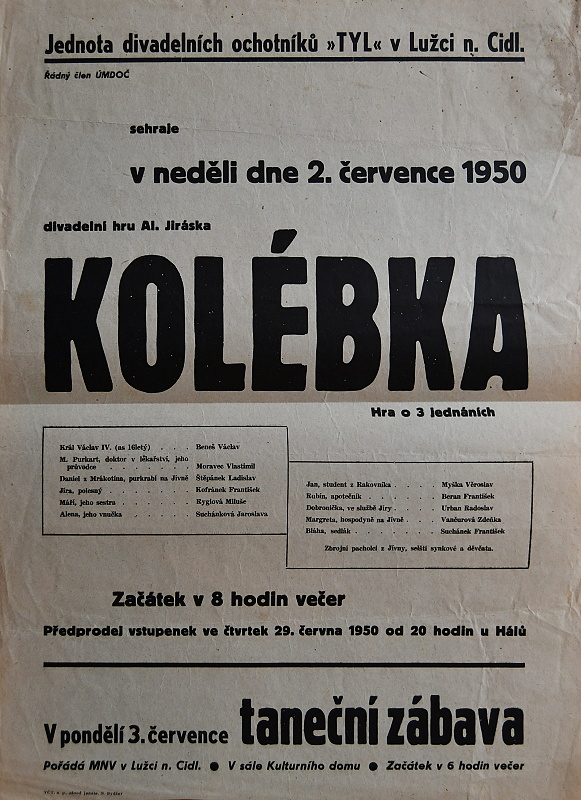 Jednota divadelních ochotníků »TYL« v Lužci n. Cidl.
Řádný člen ÚMDOČ
sehraje
v neděli dne 2. července 1950
divadelní hru Al. Jiráska
KOLÉBKA
Hra o 3 jednáních
Král Václav IV. (as 16letý) . . . Beneš Václav
M. Purkart, doktor v lékařství, jeho
průvodce . . . . . . . Moravec Vlastimil
Daniel z Mrákotína, purkrabí na Jívně Štěpánek Ladislav
Jíra, polesný . . . . . . . Kofránek František
Máří, jeho sestra . . . . . . Ryglová Miluše
Alena, jeho vnučka . . . . . Suchánková Jaroslava
Jan, student z Rakovníka . . . . Myška Věroslav
Rubín, apotečník . . . . . . Beran František
Dobronička, ve službě Jíry . . . . Urban Radoslav
Margreta, hospodyně na Jívně . . . Vančurová Zdeňka
Bláha, sedlák . . . . . . . Suchánek František
Zbrojní pacholci z Jívny, selští synkové a děvčata.
Začátek v 8 hodin večer
Předprodej vstupenek ve čtvrtek 29. června 1950 od 20 hodin u Hálů
V pondělí 3. července taneční zábava
Pořádá MNV v Lužci n. Cidl. ● V sále Kulturního domu ● Začátek v 6 hodin večer